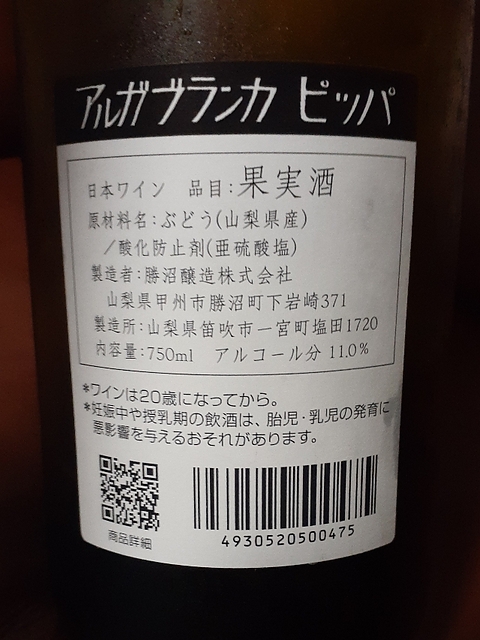 アルガブランカ ピッパ
日本ワイン 品目:果実酒
原材料名:ぶどう(山梨県産)
/酸化防止剤(亜硫酸塩)
製造者:勝沼醸造株式会社
山梨県甲州市勝沼町下岩崎371
製造所:山梨県笛吹市一宮町塩田1720
内容量:750ml アルコール分 11.0%
*ワインは20歳になってから。
*妊娠中や授乳期の飲酒は、胎児・乳児の発育に
悪影響を与えるおそれがあります。
商品詳細
4930520500475